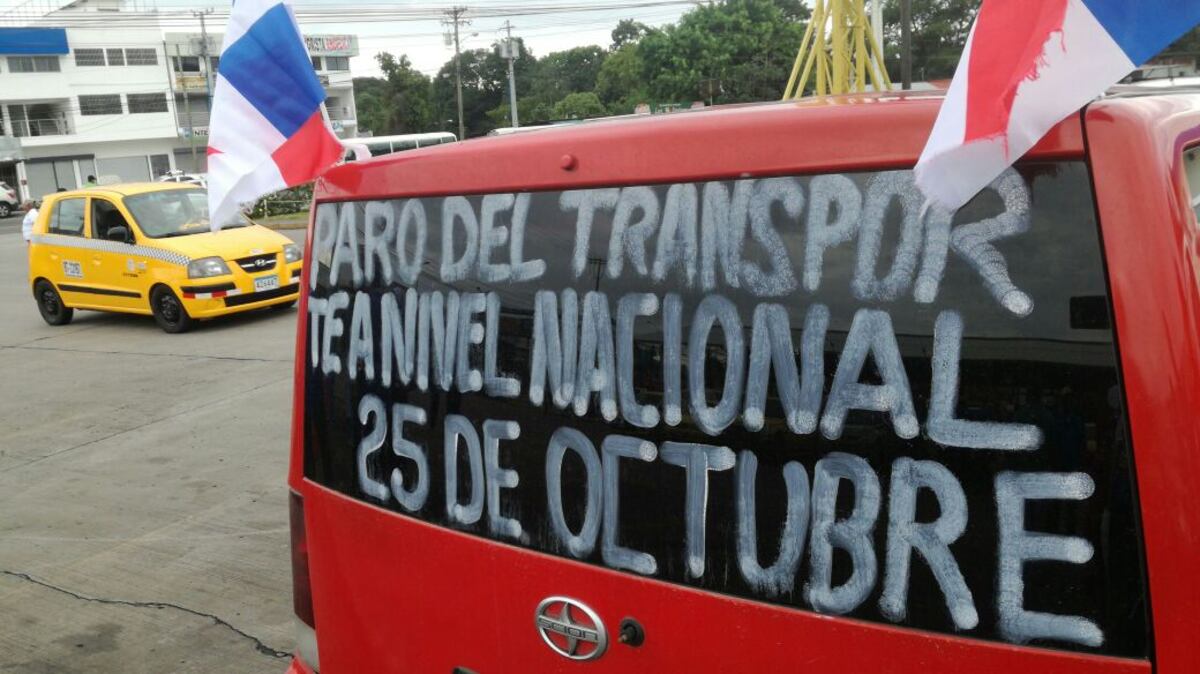 PARO DEL TRANSPOR
TE A NIVEL NACIONAL
25 DE OCTUBRE